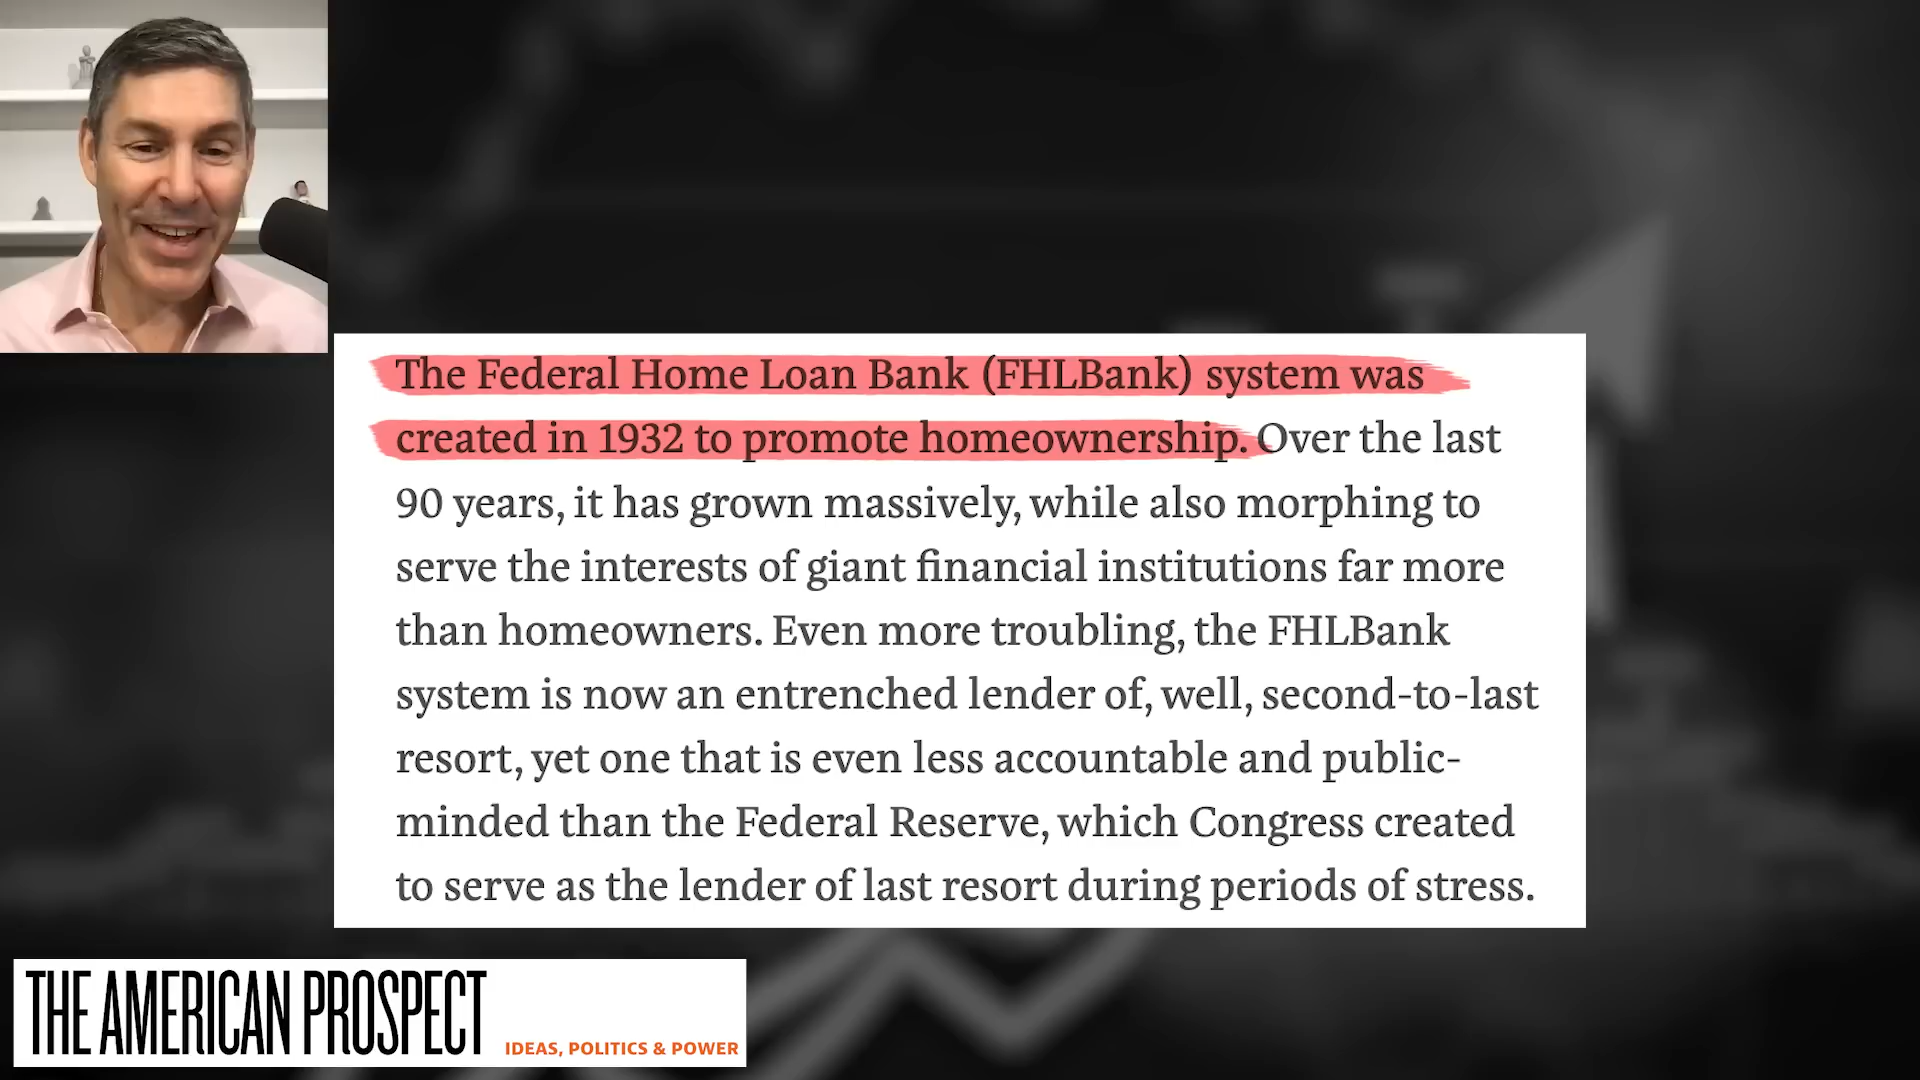 The Federal Home Loan Bank (FHLBank) system was
created in 1932 to promote homeownership. Over the last
90 years, it has grown massively, while also morphing to
serve the interests of giant financial institutions far more
than homeowners. Even more troubling, the FHLBank
system is now an entrenched lender of, well, second-to-last
resort, yet one that is even less accountable and public-
minded than the Federal Reserve, which Congress created
to serve as the lender of last resort during periods of stress.
THE AMERICAN PROSPECT
IDEAS, POLITICS & POWER